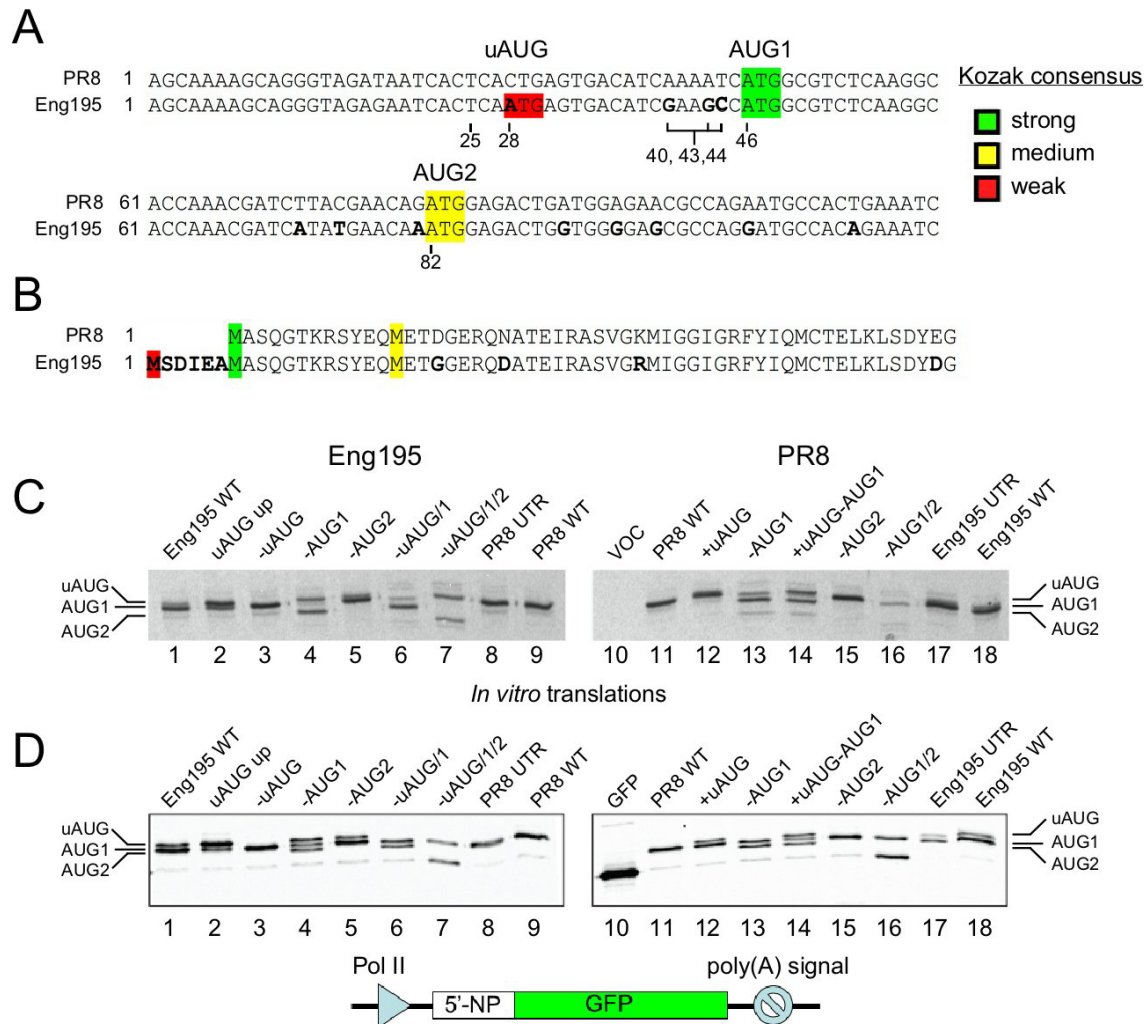 A
uAUG AUG1
PR8 1 AGCAAAAGCAGGGTAGATAATCACTCACTGAGTGACATCAAAATCATGGCGTCTCAAGGC
Eng195 1 AGCAAAAGCAGGGTAGAGAATCACTCAATGAGTGACATCGAAGCCATGGCGTCTCAAGGC
25 28 40, 43,44 46
AUG2
PR8 61 ACCAAACGATCTTACGAACAGATGGAGACTGATGGAGAACGCCAGAATGCCACTGAAATC
Eng195 61 ACCAAACGATCATATGAACAAATGGAGACTGGTGGGGAGCGCCAGGATGCCACAGAAATC
82
Kozak consensus
strong
medium
weak
B
PR8 1 MASQGTKRSYEQMETDGERQNATEIRASVGKMIGGIGRFYIQMCTELKLSDYEG
Eng195 1 MSDIEAMASQGTKRSYEQMETGGERQDATEIRASVGRMIGGIGRFYIQMCTELKLSDYDG
Eng195 PR8
C
Eng195 WT uAUG up -uAUG -AUG1 -AUG2 -uAUG/1 -uAUG/1/2 PR8 UTR PR8 WT VOC PR8 WT +uAUG -AUG1 +uAUG-AUG1 -AUG2 -AUG1/2 Eng195 UTR Eng195 WT
uAUG uAUG
AUG1 AUG1
AUG2 AUG2
1 2 3 4 5 6 7 8 9 10 11 12 13 14 15 16 17 18
In vitro translations
D
Eng195 WT uAUG up -uAUG -AUG1 -AUG2 -uAUG/1 -uAUG/1/2 PR8 UTR PR8 WT GFP PR8 WT +uAUG -AUG1 +uAUG-AUG1 -AUG2 -AUG1/2 Eng195 UTR Eng195 WT
uAUG uAUG
AUG1 AUG1
AUG2 AUG2
1 2 3 4 5 6 7 8 9 10 11 12 13 14 15 16 17 18
Pol II poly(A) signal
5'-NP GFP